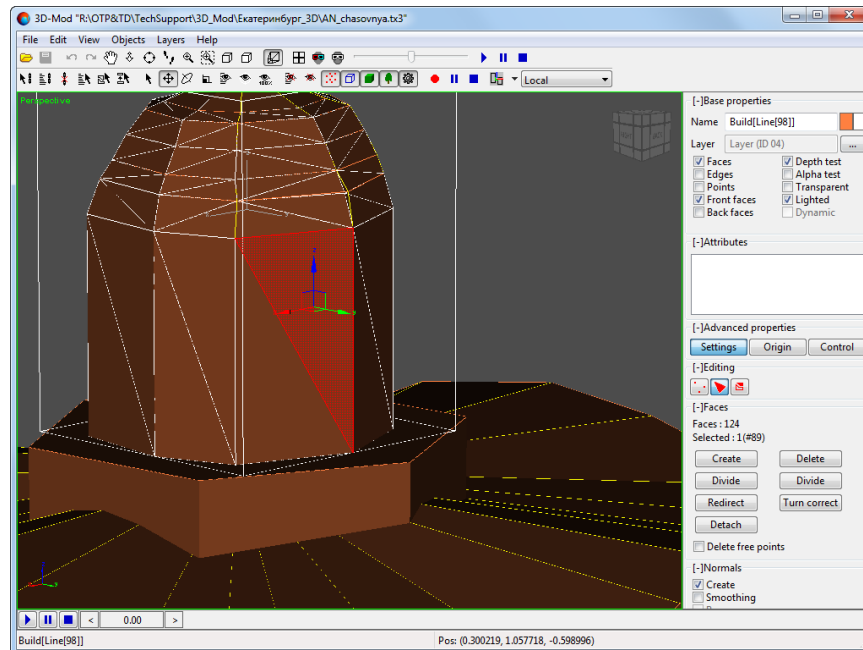 3D-Mod "R:\OTP&TD\TechSupport\3D_Mod\Екатеринбург_3D\AN_chasovnya.tx3"
File Edit View Objects Layers Help
100%
Local
Perspective
[-]Base properties
Name Build[Line[98]]
Layer Layer (ID 04) ...
Faces Depth test
Edges Alpha test
Points Transparent
Front faces Lighted
Back faces Dynamic
[-]Attributes
[-]Advanced properties
Settings Origin Control
[-]Editing
[-]Faces
Faces : 124
Selected : 1(#89)
Create Delete
Divide Divide
Redirect Turn correct
Detach
Delete free points
[-]Normals
Create
Smoothing
< 0.00 >
Build[Line[98]] Pos: (0.300219, 1.057718, -0.598996)